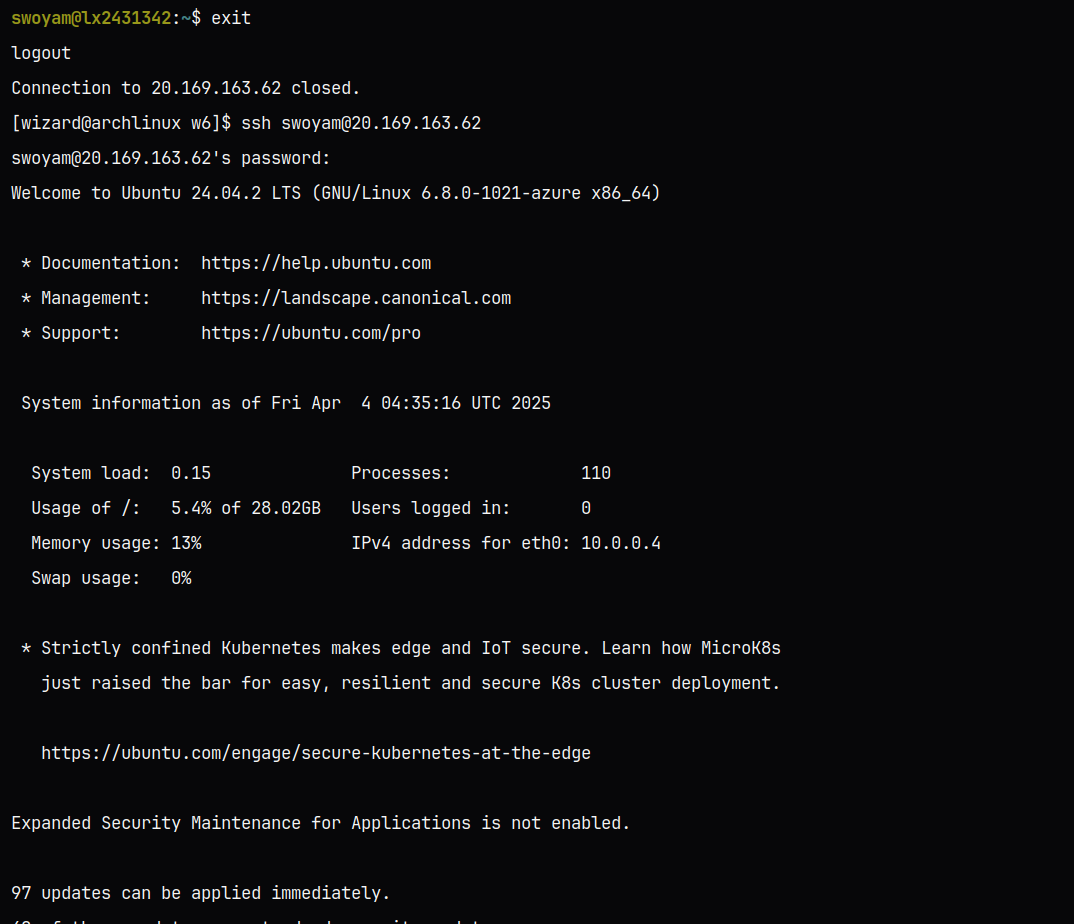 swoyam@lx2431342:~$ exit
logout
Connection to 20.169.163.62 closed.
[wizard@archlinux w6]$ ssh swoyam@20.169.163.62
swoyam@20.169.163.62's password:
Welcome to Ubuntu 24.04.2 LTS (GNU/Linux 6.8.0-1021-azure x86_64)
* Documentation:  https://help.ubuntu.com
* Management:     https://landscape.canonical.com
* Support:        https://ubuntu.com/pro
System information as of Fri Apr  4 04:35:16 UTC 2025
System load:  0.15              Processes:             110
Usage of /:   5.4% of 28.02GB   Users logged in:       0
Memory usage: 13%               IPv4 address for eth0: 10.0.0.4
Swap usage:   0%
* Strictly confined Kubernetes makes edge and IoT secure. Learn how MicroK8s
just raised the bar for easy, resilient and secure K8s cluster deployment.
https://ubuntu.com/engage/secure-kubernetes-at-the-edge
Expanded Security Maintenance for Applications is not enabled.
97 updates can be applied immediately.